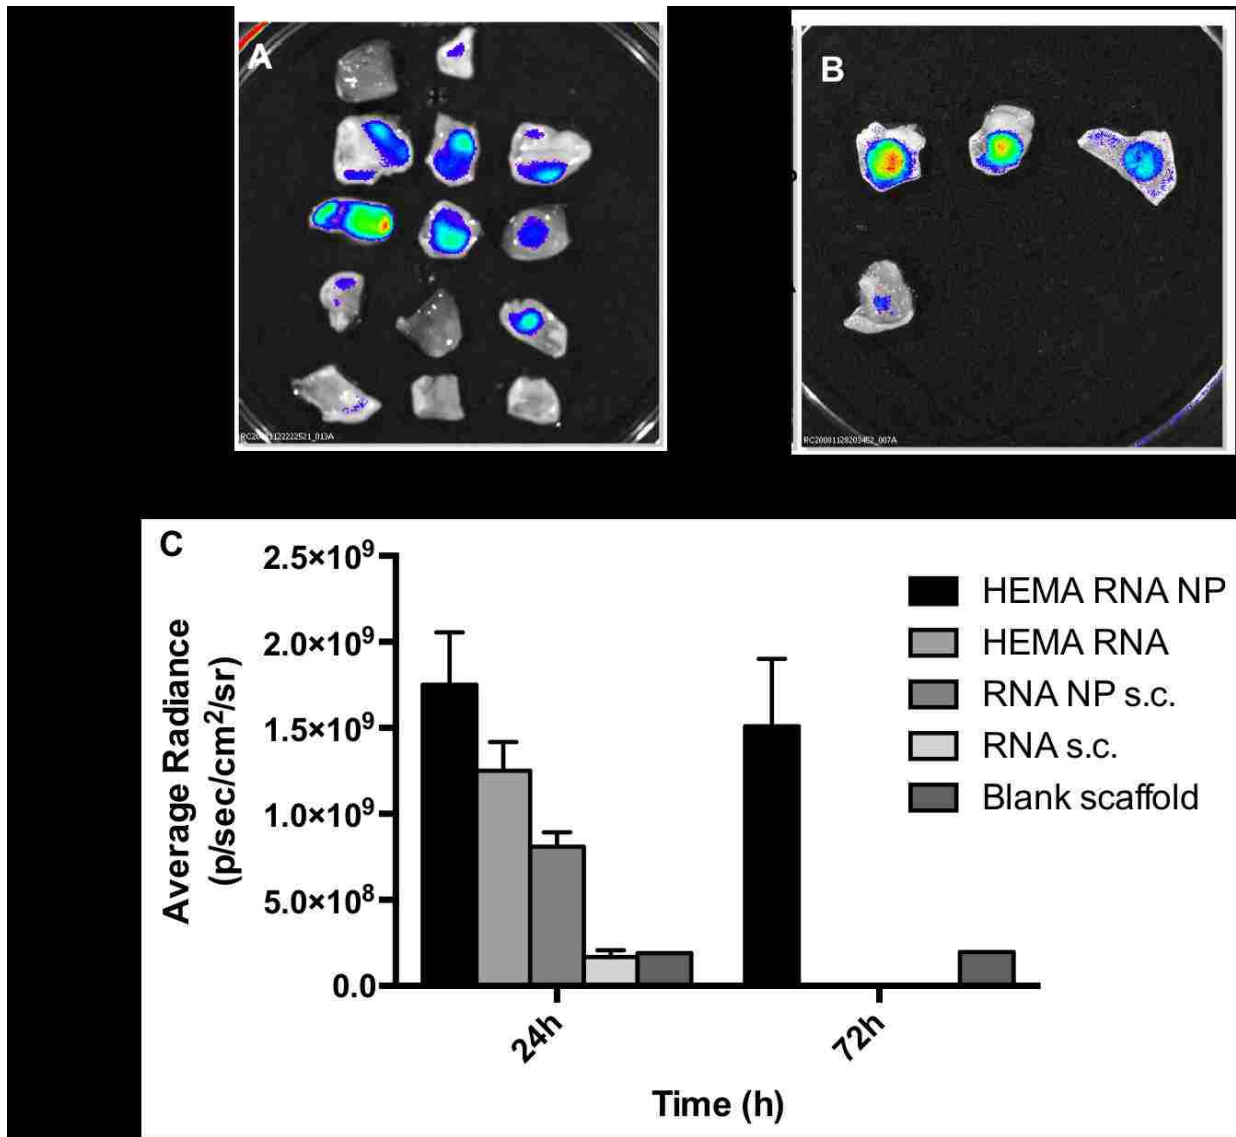 A
B
RC20001128203452_007A
C
2.5×10⁹
2.0×10⁹
1.5×10⁹
1.0×10⁹
5.0×10⁸
0.0
Average Radiance
(p/sec/cm²/sr)
HEMA RNA NP
HEMA RNA
RNA NP s.c.
RNA s.c.
Blank scaffold
24h
72h
Time (h)